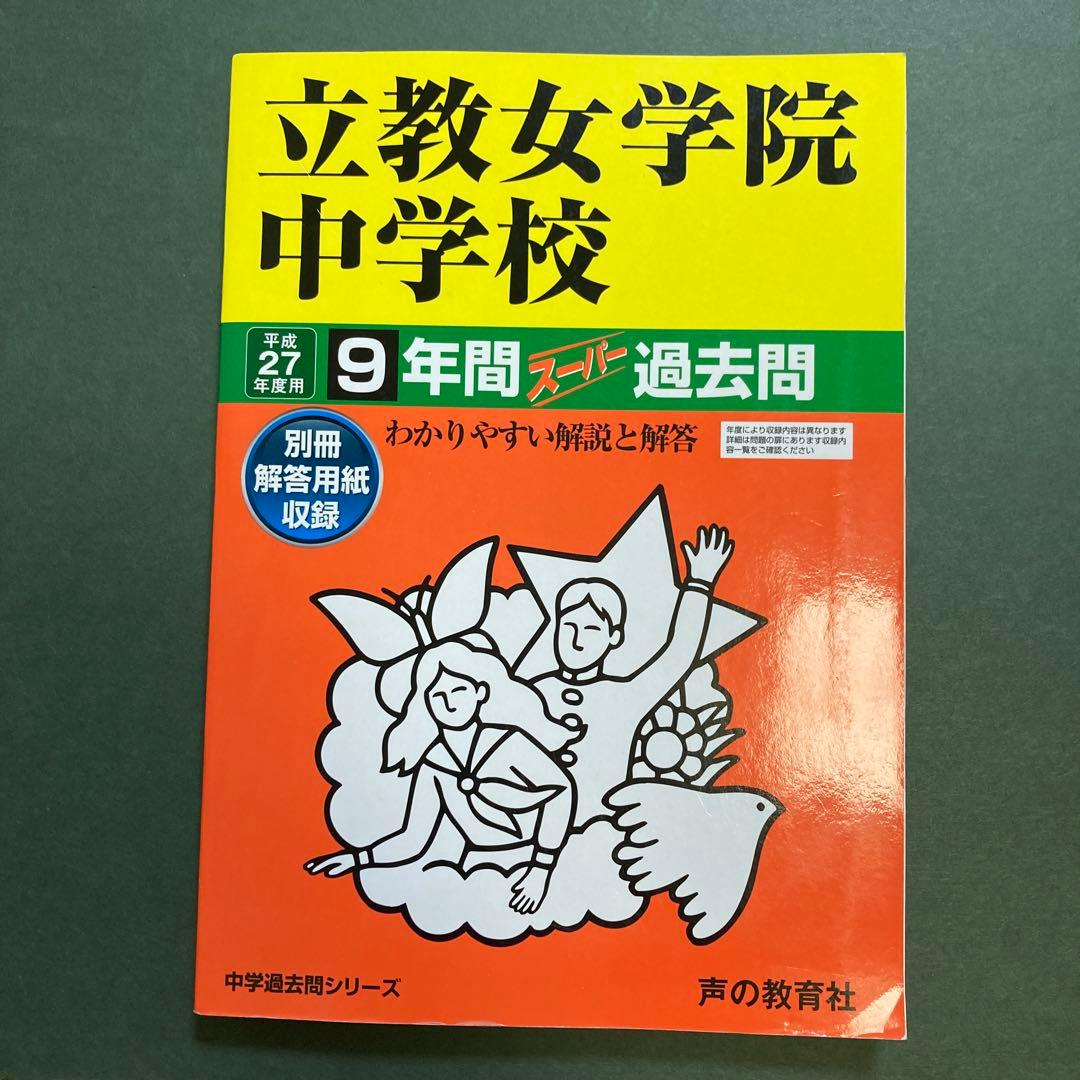 立教女学院
中学校
平成
27
年度用
9年間スーパー過去問
別冊
解答用紙
収録
わかりやすい解説と解答
年度により収録内容は異なります
詳細は問題の扉にあります収録内
容一覧をご確認ください
中学過去問シリーズ
声の教育社